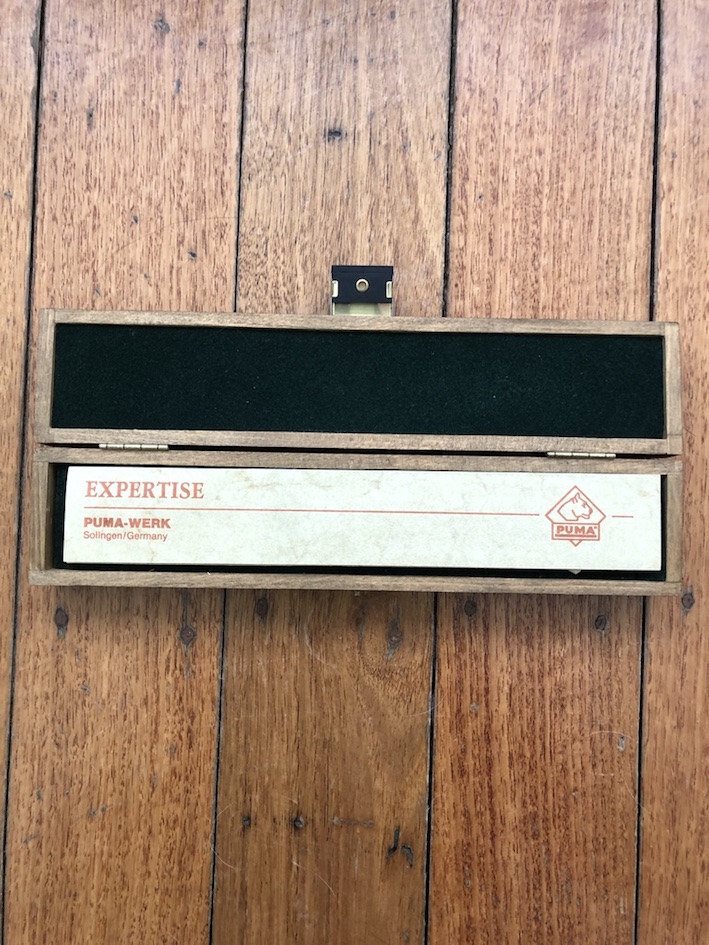 EXPERTISE
PUMA-WERK
Solingen/Germany
PUMA